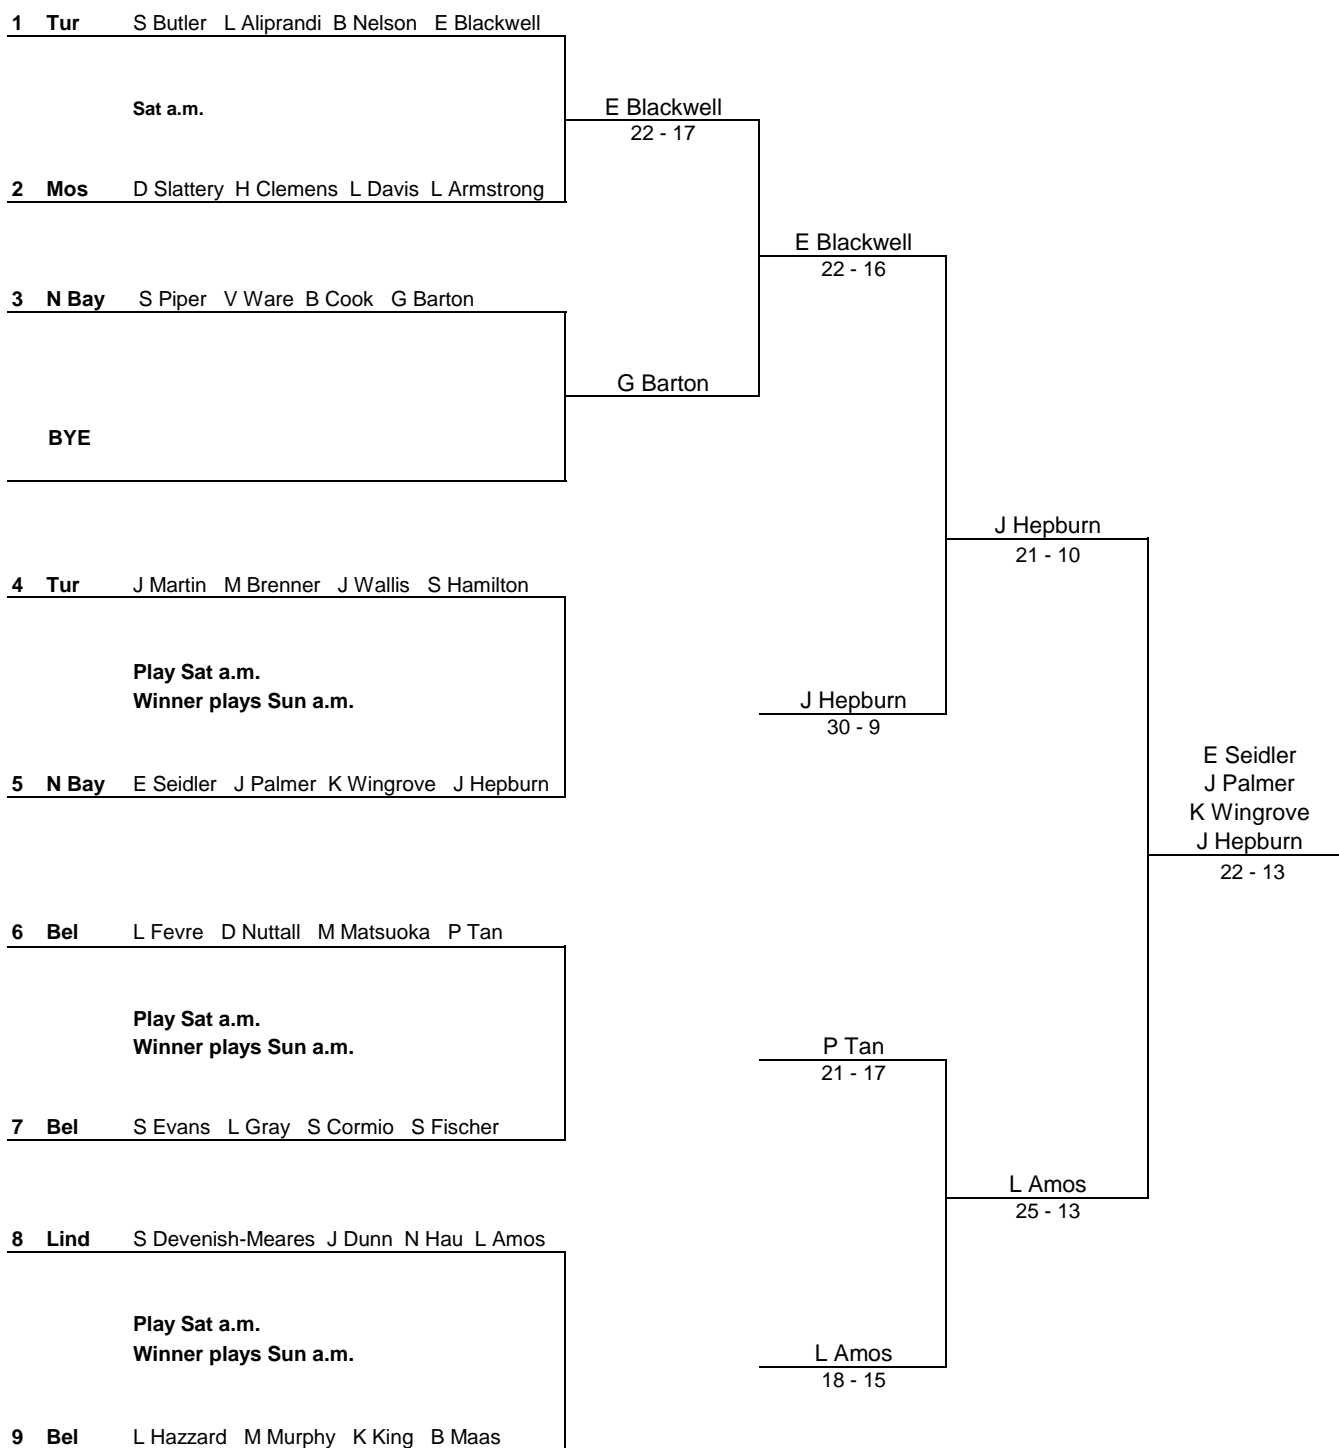 1 Tur S Butler L Aliprandi B Nelson E Blackwell
Sat a.m.
E Blackwell
22 - 17
2 Mos D Slattery H Clemens L Davis L Armstrong
E Blackwell
22 - 16
3 N Bay S Piper V Ware B Cook G Barton
G Barton
BYE
J Hepburn
21 - 10
4 Tur J Martin M Brenner J Wallis S Hamilton
Play Sat a.m.
Winner plays Sun a.m.
J Hepburn
30 - 9
5 N Bay E Seidler J Palmer K Wingrove J Hepburn
E Seidler
J Palmer
K Wingrove
J Hepburn
22 - 13
6 Bel L Fevre D Nuttall M Matsuoka P Tan
Play Sat a.m.
Winner plays Sun a.m.
P Tan
21 - 17
7 Bel S Evans L Gray S Cormio S Fischer
L Amos
25 - 13
8 Lind S Devenish-Meares J Dunn N Hau L Amos
Play Sat a.m.
Winner plays Sun a.m.
L Amos
18 - 15
9 Bel L Hazzard M Murphy K King B Maas